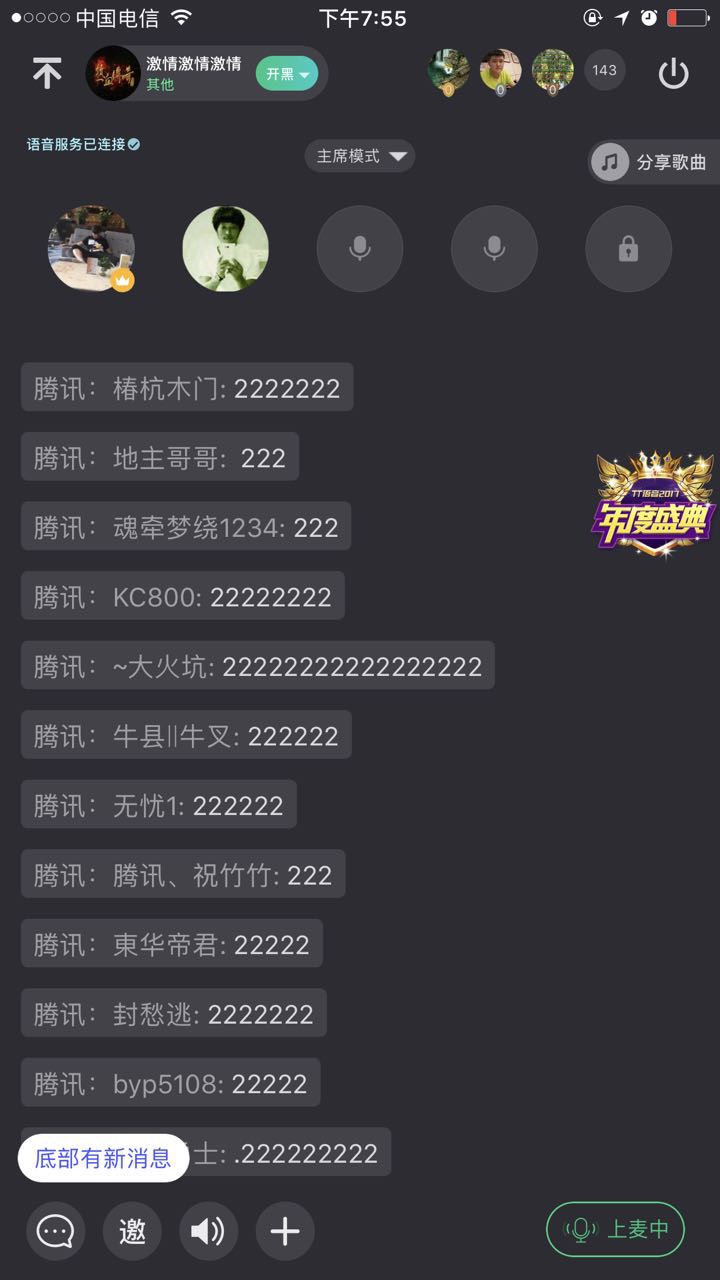 中国电信
下午7:55
激情激情激情
其他
开黑
0
0
0
143
语音服务已连接
主席模式
分享歌曲
腾讯： 椿杭木门: 2222222
腾讯： 地主哥哥: 222
腾讯： 魂牵梦绕1234: 222
腾讯： KC800: 22222222
TT语音2017
年度盛典
腾讯： ~大火坑: 22222222222222222
腾讯： 牛县||牛叉: 222222
腾讯： 无忧1: 222222
腾讯： 腾讯、祝竹竹: 222
腾讯： 東华帝君: 22222
腾讯： 封愁逃: 2222222
腾讯： byp5108: 22222
士: .222222222
底部有新消息
邀
上麦中